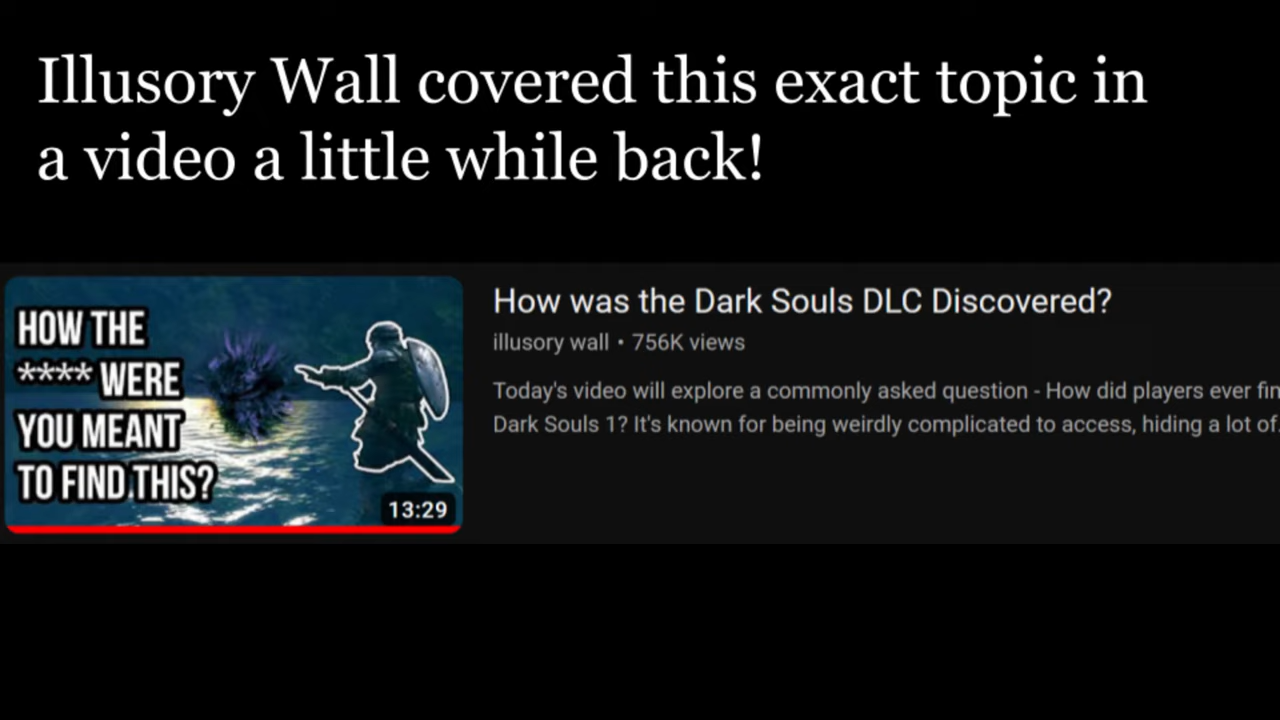 Illusory Wall covered this exact topic in
a video a little while back!
HOW THE
**** WERE
YOU MEANT
TO FIND THIS?
13:29
How was the Dark Souls DLC Discovered?
illusory wall • 756K views
Today's video will explore a commonly asked question - How did players ever fin
Dark Souls 1? It's known for being weirdly complicated to access, hiding a lot of.